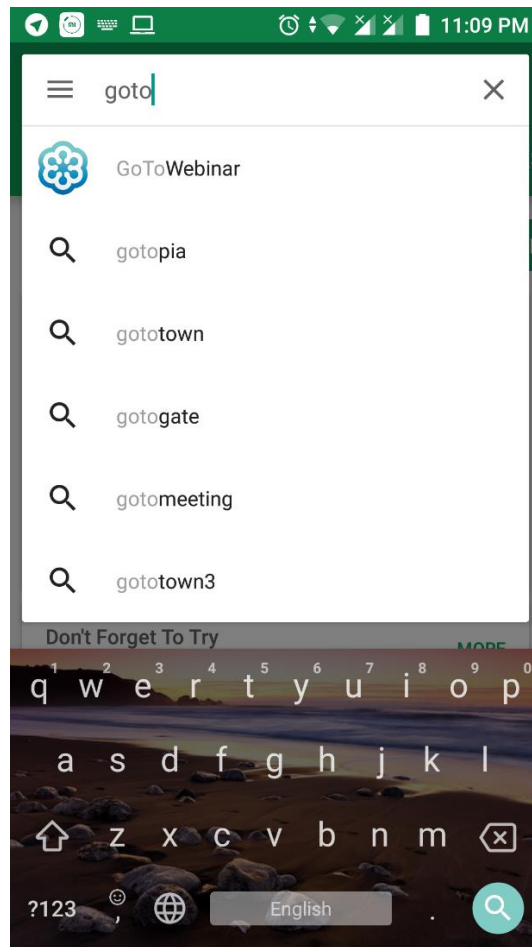 11:09 PM
goto
GoToWebinar
gotopia
gototown
gotogate
gotomeeting
gototown3
Don't Forget To Try MORE
1 2 3 4 5 6 7 8 9 0
q w e r t y u i o p
a s d f g h j k l
z x c v b n m
?123 , English .